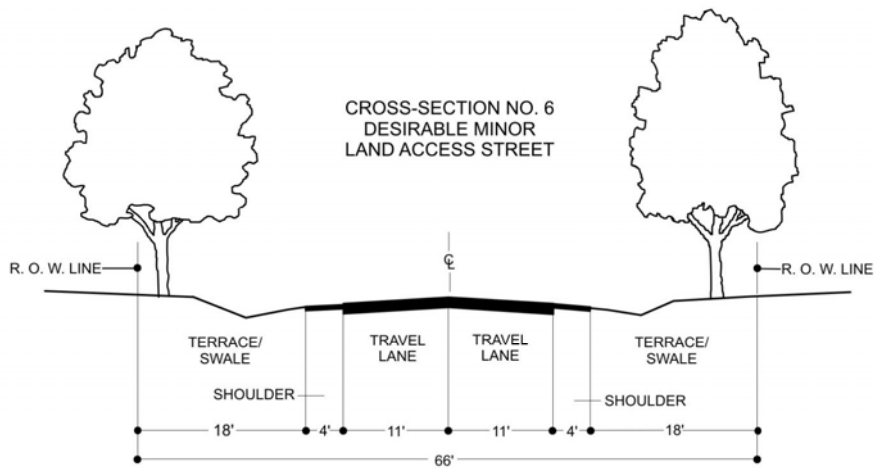 CROSS-SECTION NO. 6
DESIRABLE MINOR
LAND ACCESS STREET
℄
R. O. W. LINE
R. O. W. LINE
TERRACE/
SWALE
TRAVEL
LANE
TRAVEL
LANE
TERRACE/
SWALE
SHOULDER
SHOULDER
18' 4' 11' 11' 4' 18'
66'